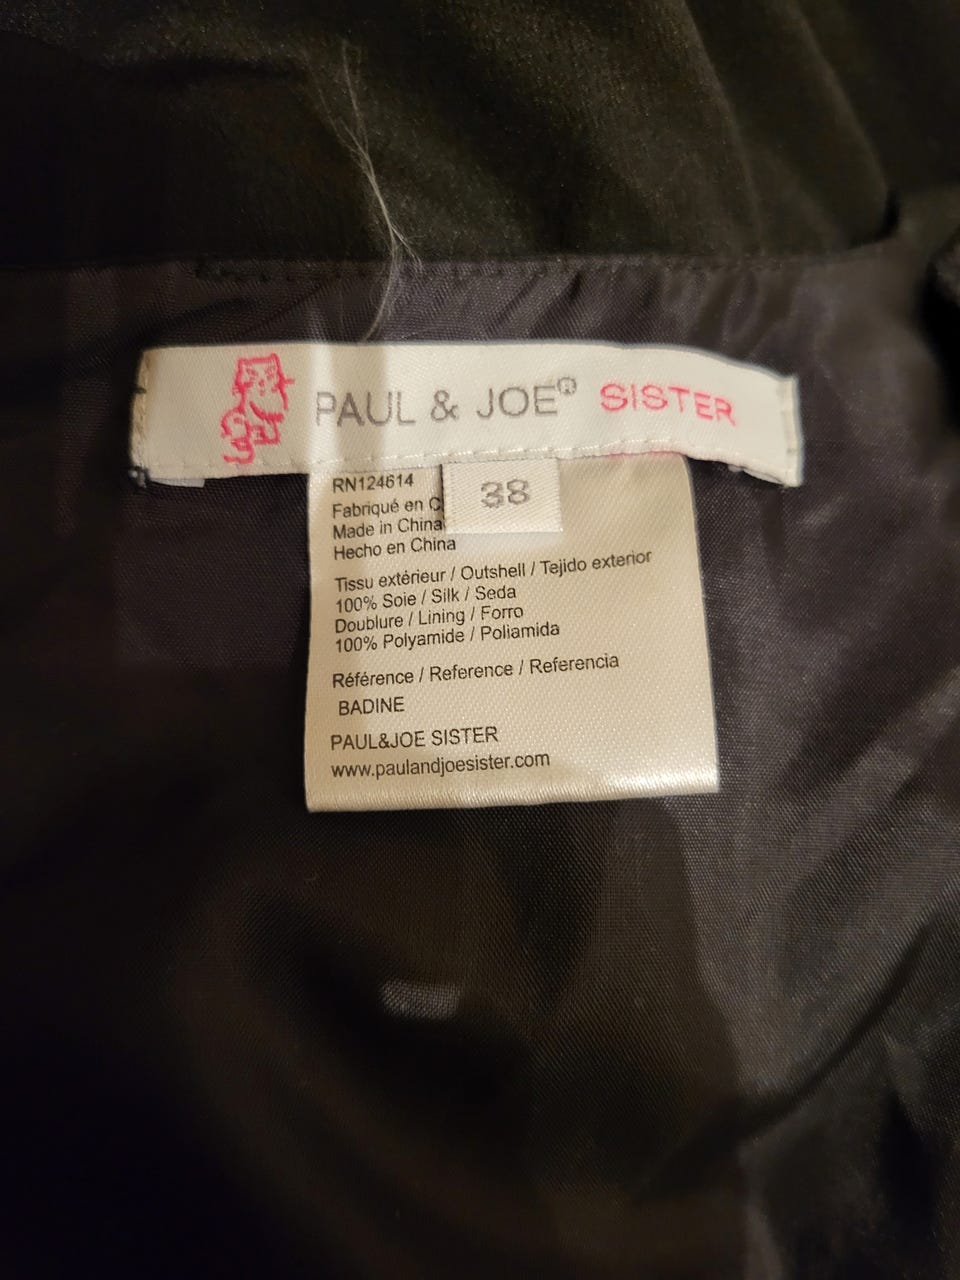 PAUL & JOE® SISTER
38
RN124614
Fabriqué en C
Made in China
Hecho en China
Tissu extérieur / Outshell / Tejido exterior
100% Soie / Silk / Seda
Doublure / Lining / Forro
100% Polyamide / Poliamida
Référence / Reference / Referencia
BADINE
PAUL&JOE SISTER
www.paulandjoesister.com